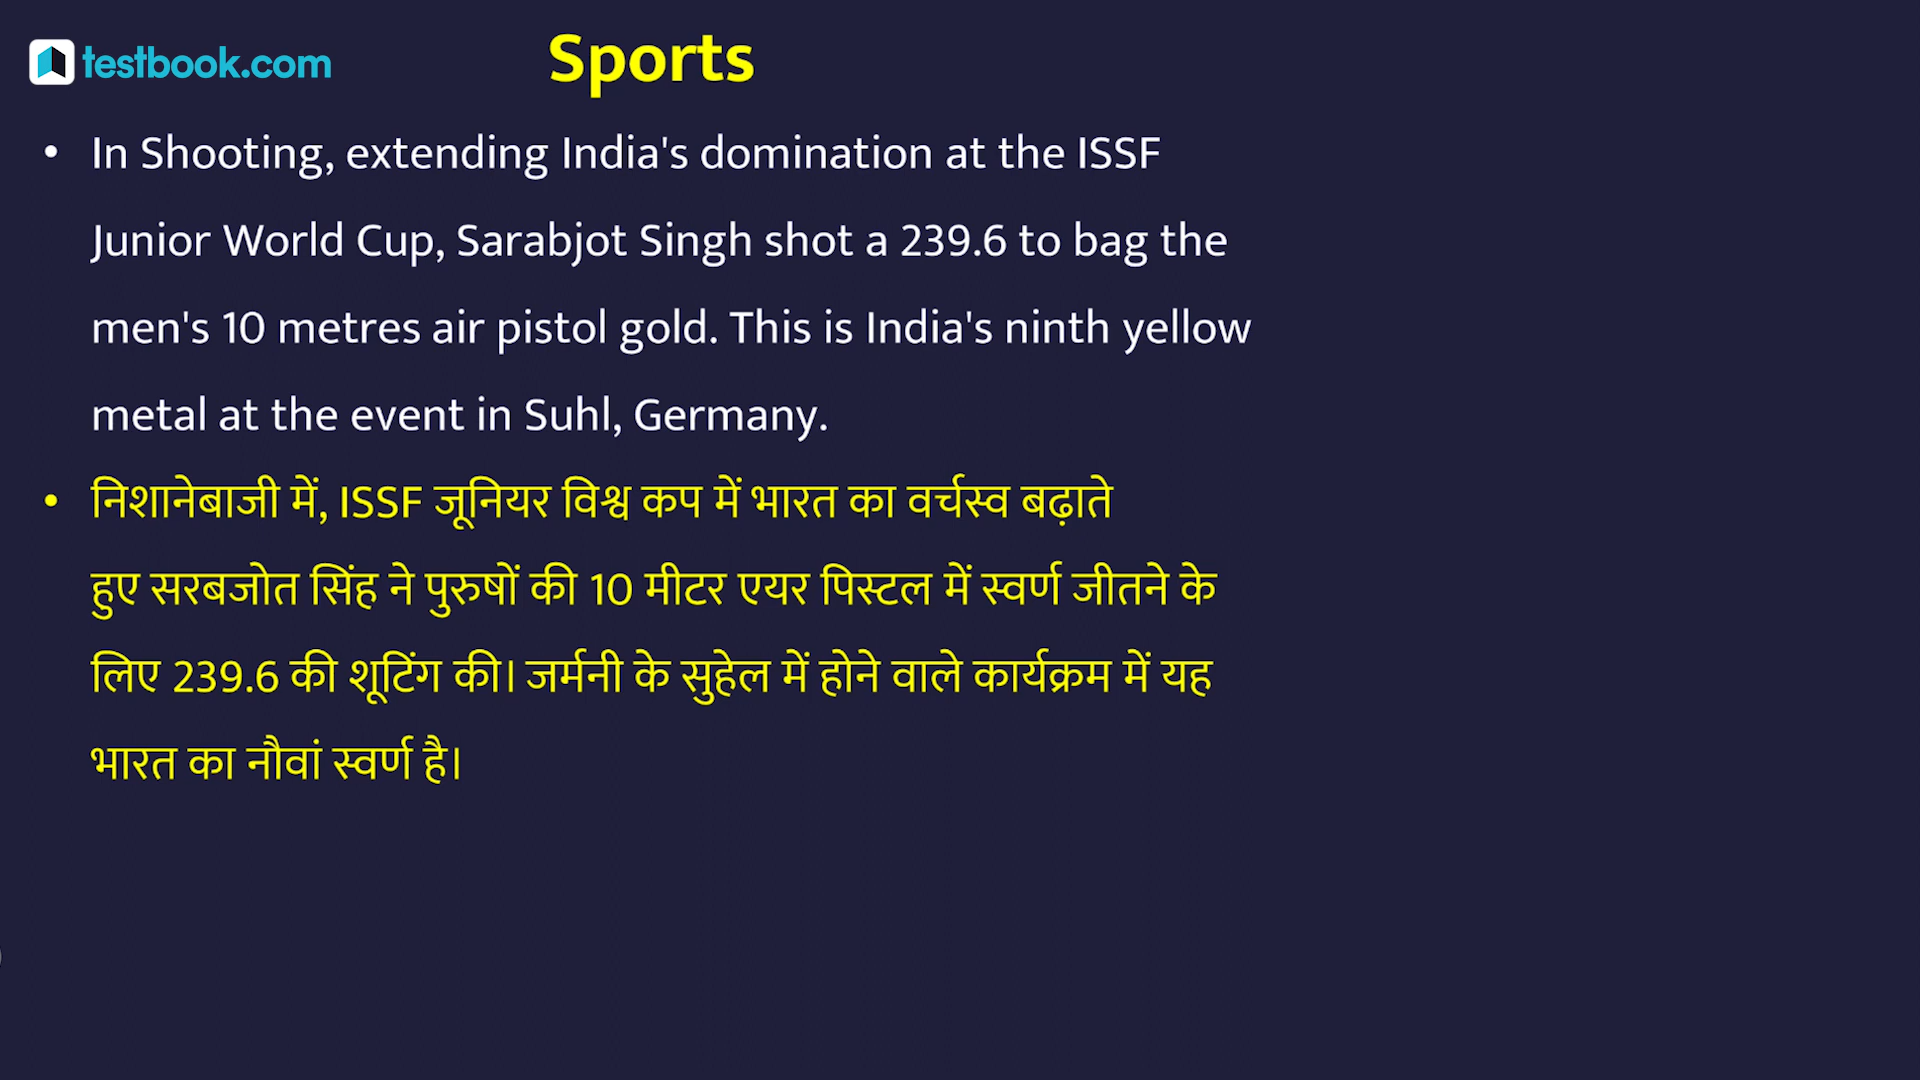 testbook.com
Sports
• In Shooting, extending India's domination at the ISSF
Junior World Cup, Sarabjot Singh shot a 239.6 to bag the
men's 10 metres air pistol gold. This is India's ninth yellow
metal at the event in Suhl, Germany.
• निशानेबाजी में, ISSF जूनियर विश्व कप में भारत का वर्चस्व बढ़ाते
हुए सरबजोत सिंह ने पुरुषों की 10 मीटर एयर पिस्टल में स्वर्ण जीतने के
लिए 239.6 की शूटिंग की। जर्मनी के सुहेल में होने वाले कार्यक्रम में यह
भारत का नौवां स्वर्ण है।